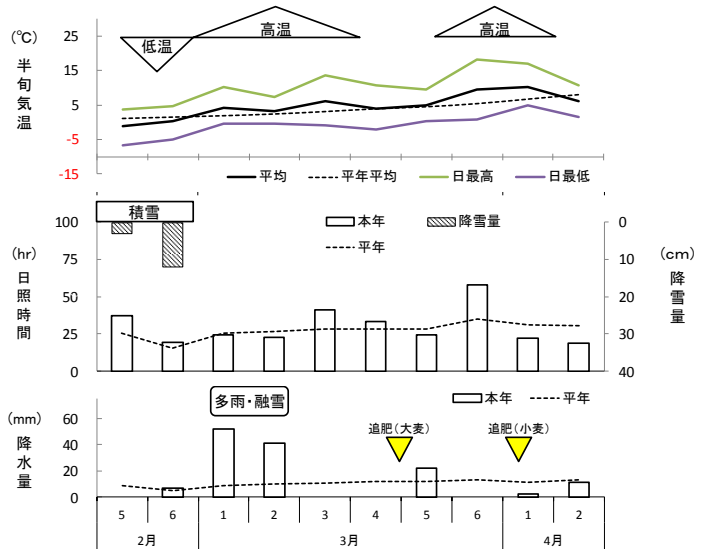 (℃)
半旬気温
25
15
5
-5
-15
低温
高温
高温
平均
平年平均
日最高
日最低
積雪
本年
降雪量
平年
(hr)
日照時間
100
75
50
25
0
0
10
20
30
40
(cm)
降雪量
多雨・融雪
本年
平年
(mm)
降水量
60
40
20
0
追肥(大麦)
追肥(小麦)
5 6 1 2 3 4 5 6 1 2
2月 3月 4月